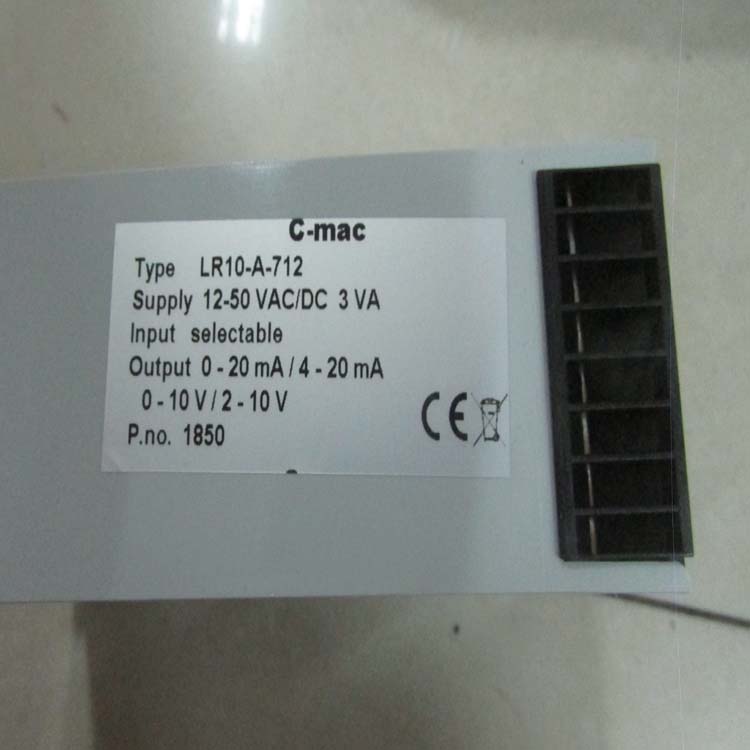 C-mac
Type LR10-A-712
Supply 12-50 VAC/DC 3 VA
Input selectable
Output 0 - 20 mA / 4 - 20 mA
0 - 10 V / 2 - 10 V
P.no. 1850
CE